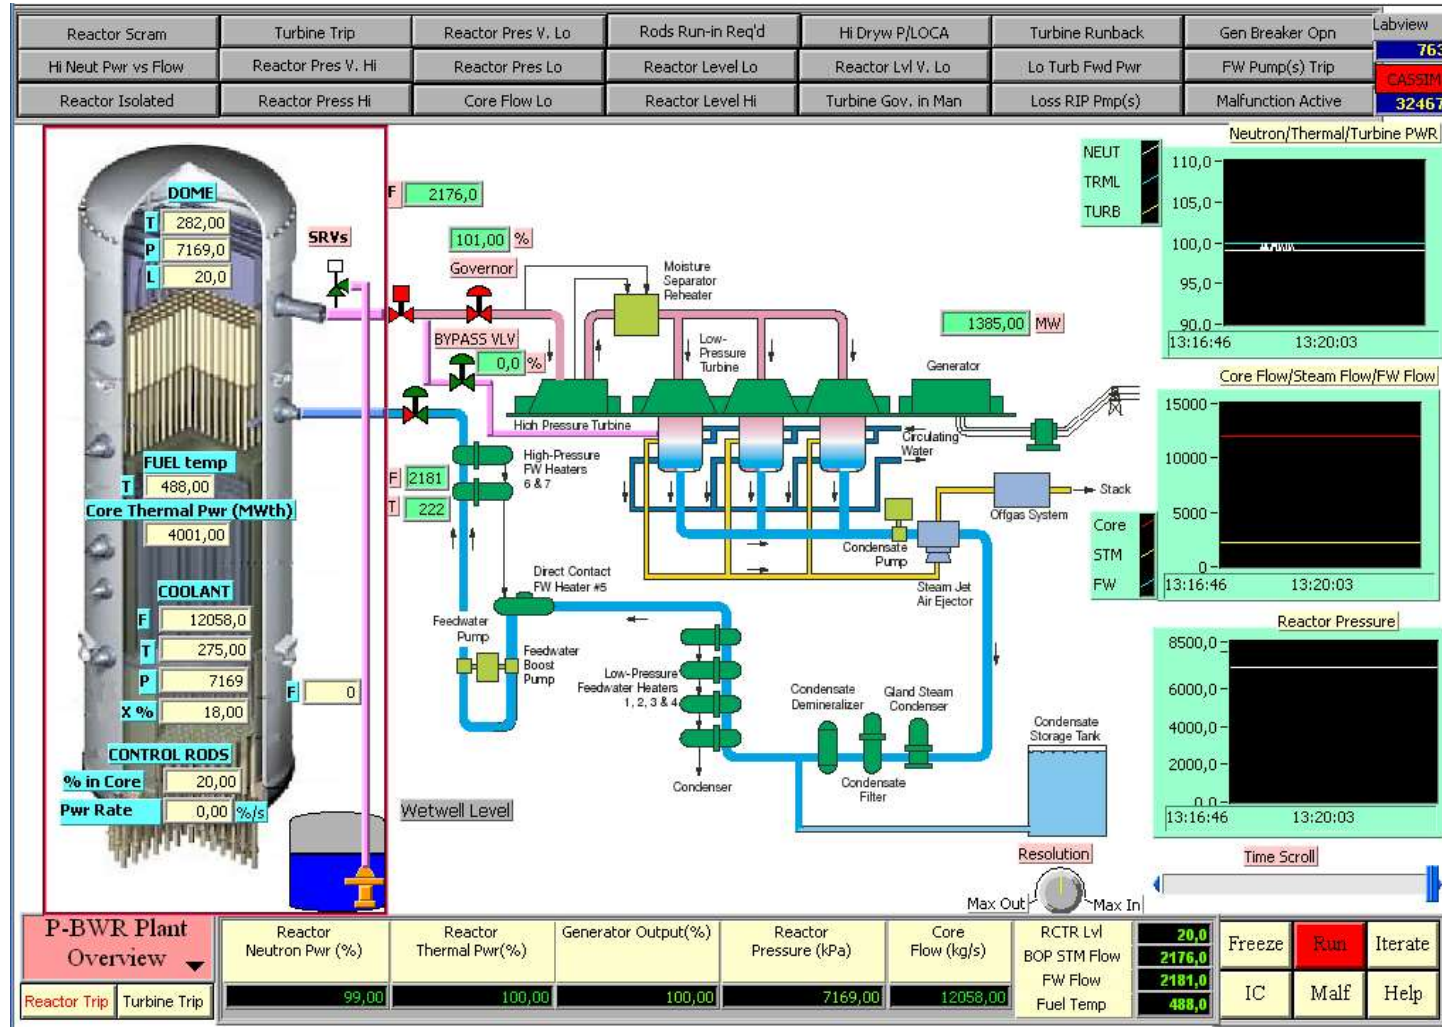 Reactor Scram
Turbine Trip
Reactor Pres V. Lo
Rods Run-in Req'd
Hi Dryw P/LOCA
Turbine Runback
Gen Breaker Opn
Labview
Hi Neut Pwr vs Flow
Reactor Pres V. Hi
Reactor Pres Lo
Reactor Level Lo
Reactor Lvl V. Lo
Lo Turb Fwd Pwr
FW Pump(s) Trip
763
CASSIM
Reactor Isolated
Reactor Press Hi
Core Flow Lo
Reactor Level Hi
Turbine Gov. in Man
Loss RIP Pmp(s)
Malfunction Active
32467
DOME
T 282,00
P 7169,0
L 20,0
FUEL temp
T 488,00
Core Thermal Pwr (MWth)
4001,00
COOLANT
F 12058,0
T 275,00
P 7169
X % 18,00
CONTROL RODS
% in Core 20,00
Pwr Rate 0,00 %/s
SRVs
F 0
Wetwell Level
F 2176,0
101,00 %
Governor
BYPASS VLV
0,0 %
Moisture
Separator
Reheater
Low-
Pressure
Turbine
1385,00 MW
Generator
High Pressure Turbine
Circulating
Water
High-Pressure
FW Heaters
6 & 7
F 2181
T 222
Stack
Offgas System
Condensate
Pump
Steam Jet
Air Ejector
Direct Contact
FW Heater #5
Feedwater
Pump
Feedwater
Boost
Pump
Low-Pressure
Feedwater Heaters
1, 2, 3 & 4
Condenser
Condensate
Demineralizer
Gland Steam
Condenser
Condensate
Filter
Condensate
Storage Tank
Neutron/Thermal/Turbine PWR
NEUT
TRML
TURB
110,0
105,0
100,0
95,0
90.0
13:16:46 13:20:03
Core Flow/Steam Flow/FW Flow
15000
10000
5000
0
Core
STM
FW
13:16:46 13:20:03
Reactor Pressure
8500,0
6000,0
4000,0
2000,0
0.0
13:16:46 13:20:03
Resolution
Max Out
Max In
Time Scroll
P-BWR Plant
Overview
Reactor Trip
Turbine Trip
Reactor
Neutron Pwr (%)
99,00
Reactor
Thermal Pwr(%)
100,00
Generator Output(%)
100,00
Reactor
Pressure (kPa)
7169,00
Core
Flow (kg/s)
12058,00
RCTR Lvl 20,0
BOP STM Flow 2176,0
FW Flow 2181,0
Fuel Temp 488,0
Freeze
Run
Iterate
IC
Malf
Help